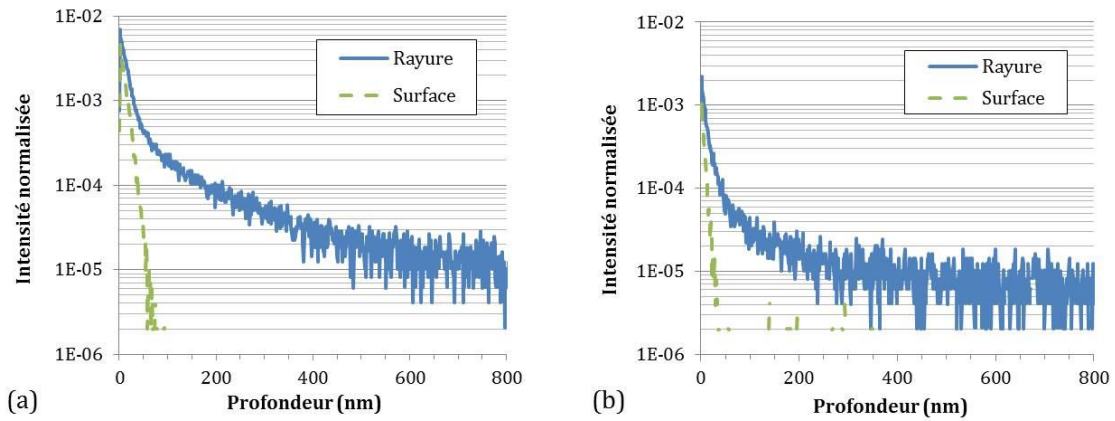 1E-02
1E-03
1E-04
1E-05
1E-06
Intensité normalisée
Rayure
Surface
0
200
400
600
800
Profondeur (nm)
(a)
1E-02
1E-03
1E-04
1E-05
1E-06
Intensité normalisée
Rayure
Surface
0
200
400
600
800
Profondeur (nm)
(b)